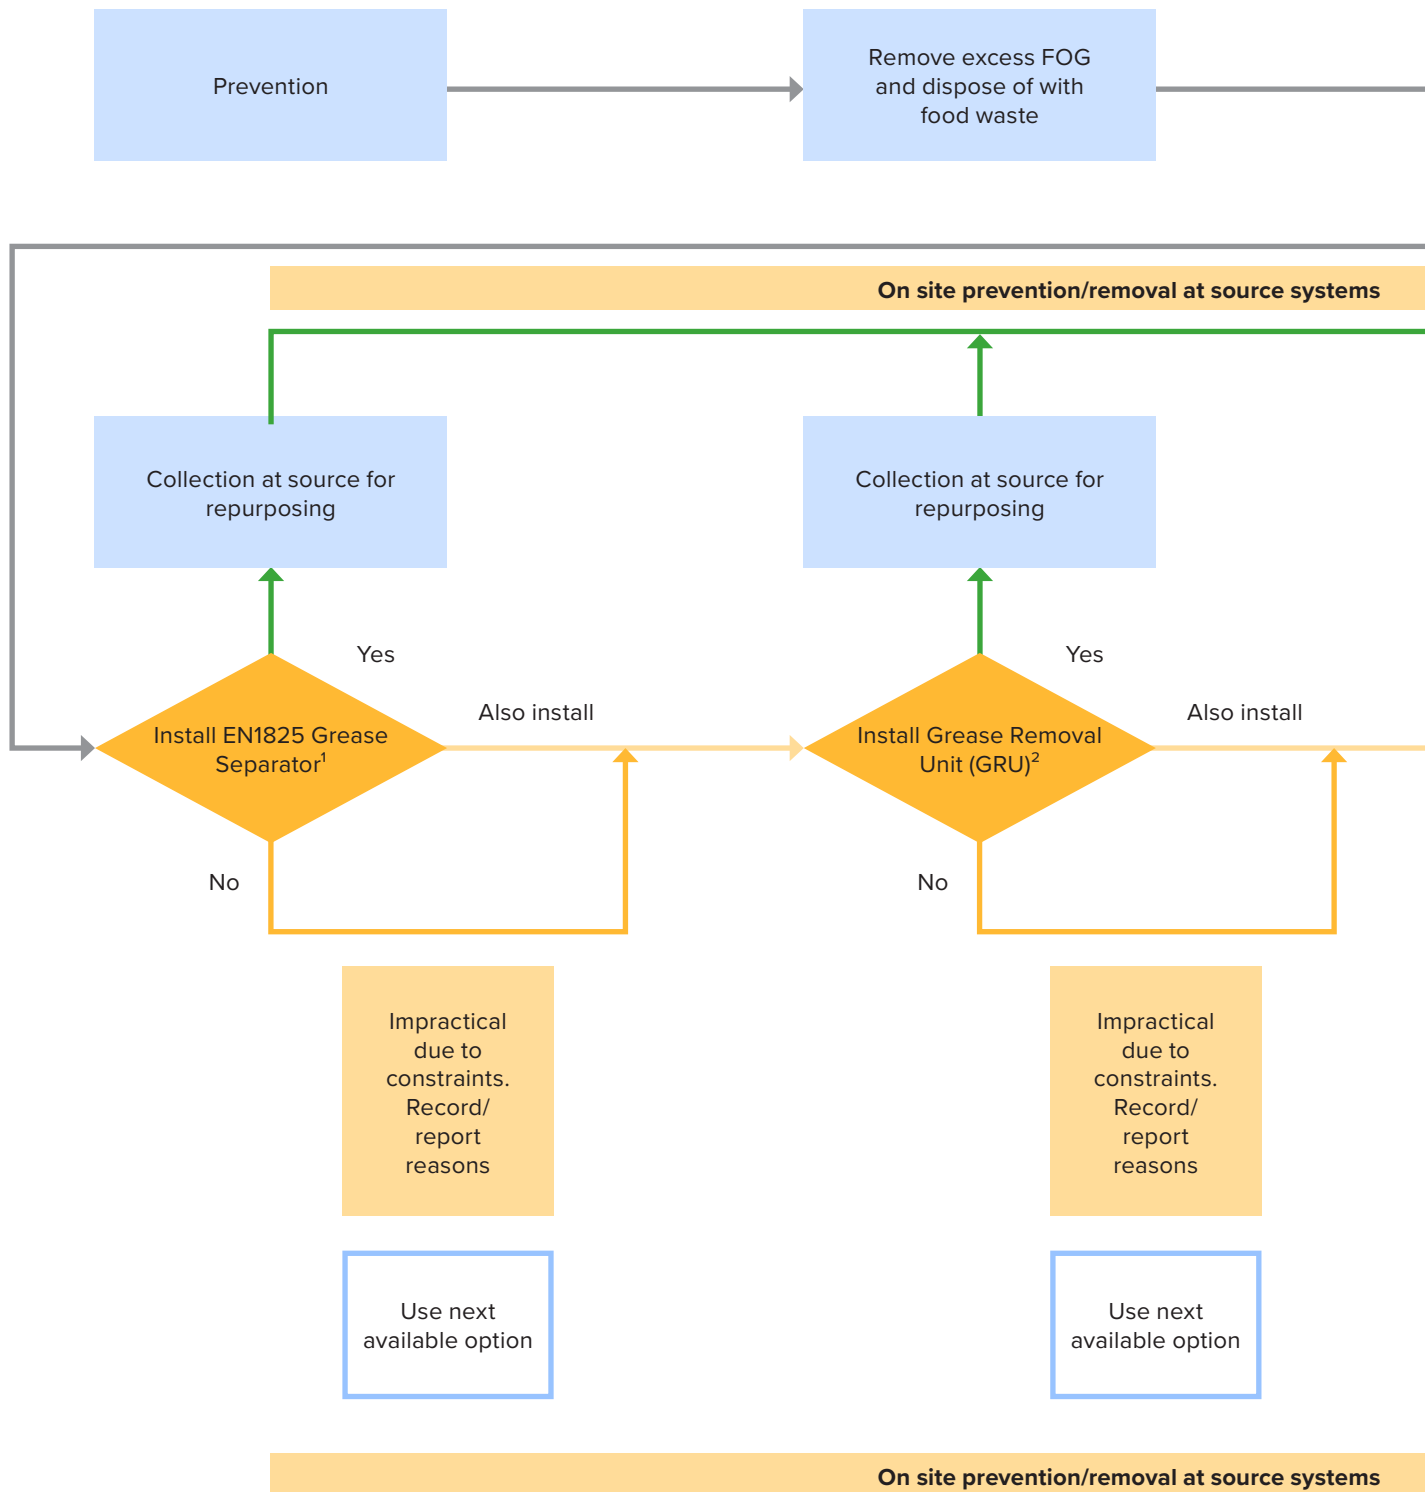 Prevention
Remove excess FOG
and dispose of with
food waste
On site prevention/removal at source systems
Collection at source for
repurposing
Collection at source for
repurposing
Yes
Yes
Also install
Also install
Install EN1825 Grease
Separator¹
Install Grease Removal
Unit (GRU)²
No
No
Impractical
due to
constraints.
Record/
report
reasons
Impractical
due to
constraints.
Record/
report
reasons
Use next
available option
Use next
available option
On site prevention/removal at source systems